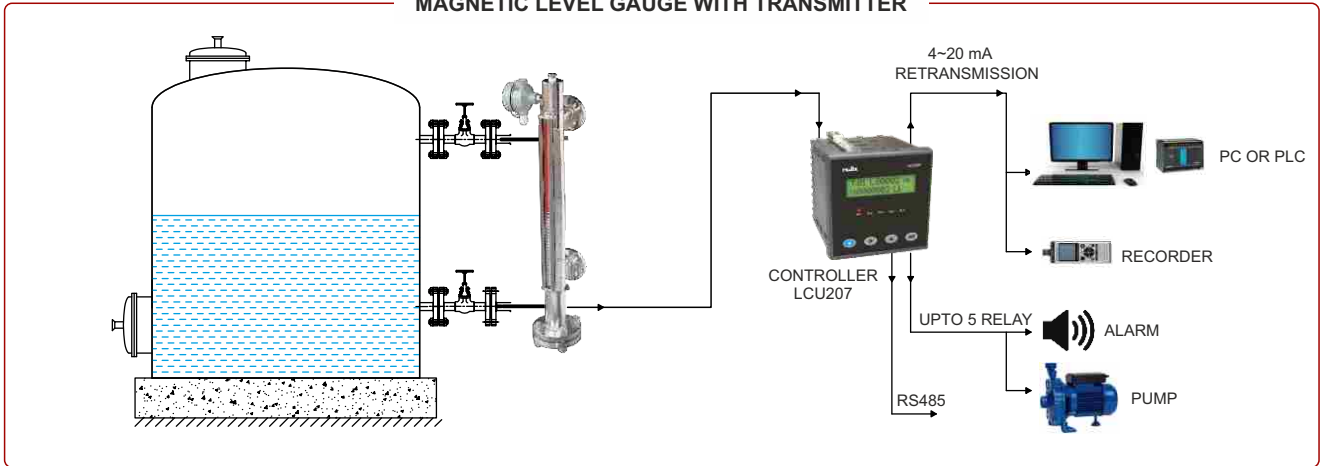 MAGNETIC LEVEL GAUGE WITH TRANSMITTER
4~20 mA
RETRANSMISSION
PC OR PLC
RECORDER
CONTROLLER
LCU207
UPTO 5 RELAY
ALARM
PUMP
RS485